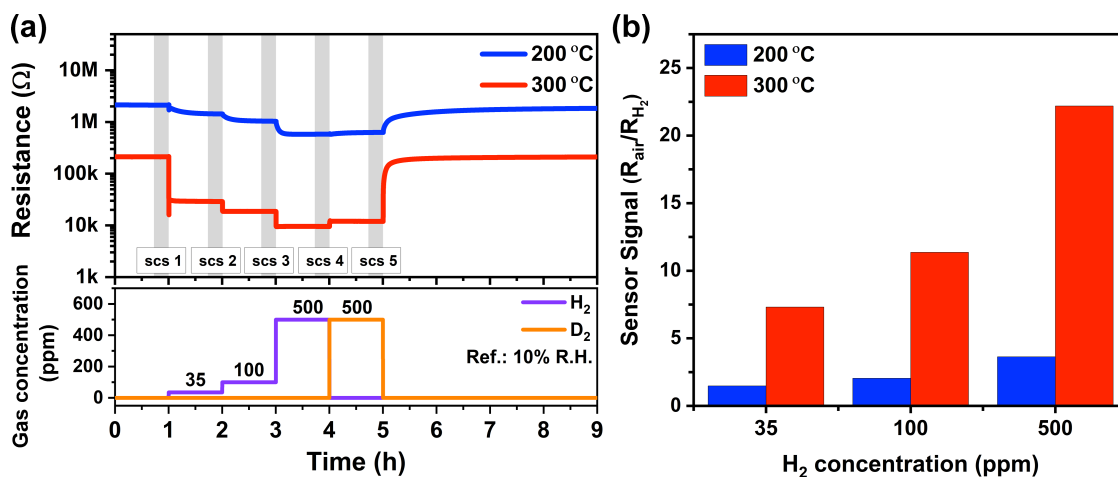 (a)
200 °C
300 °C
10M
1M
100k
10k
1k
Resistance (Ω)
scs 1 scs 2 scs 3 scs 4 scs 5
600
400
200
0
Gas concentration
(ppm)
35 100 500 500
H₂
D₂
Ref.: 10% R.H.
0 1 2 3 4 5 6 7 8 9
Time (h)
(b)
200 °C
300 °C
25
20
15
10
5
0
Sensor Signal (R_air/R_H₂)
35 100 500
H₂ concentration (ppm)